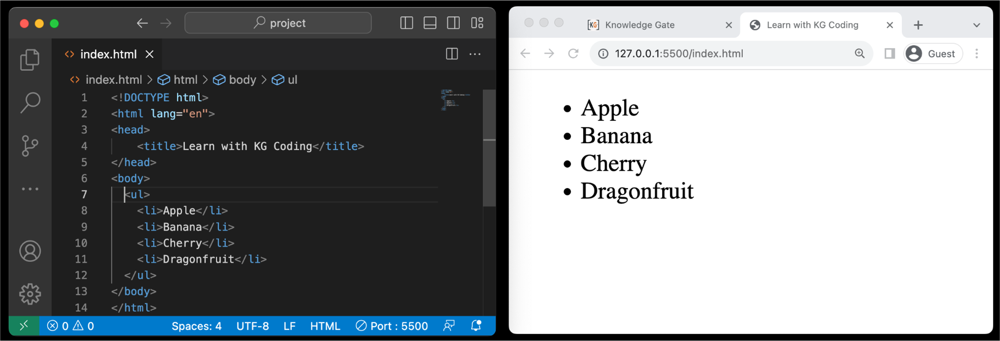 project
index.html
index.html > html > body > ul
1 <!DOCTYPE html>
2 <html lang="en">
3 <head>
4 <title>Learn with KG Coding</title>
5 </head>
6 <body>
7 <ul>
8 <li>Apple</li>
9 <li>Banana</li>
10 <li>Cherry</li>
11 <li>Dragonfruit</li>
12 </ul>
13 </body>
14 </html>
0 0 Spaces: 4 UTF-8 LF HTML Port : 5500
KG Knowledge Gate Learn with KG Coding
127.0.0.1:5500/index.html Guest
• Apple
• Banana
• Cherry
• Dragonfruit